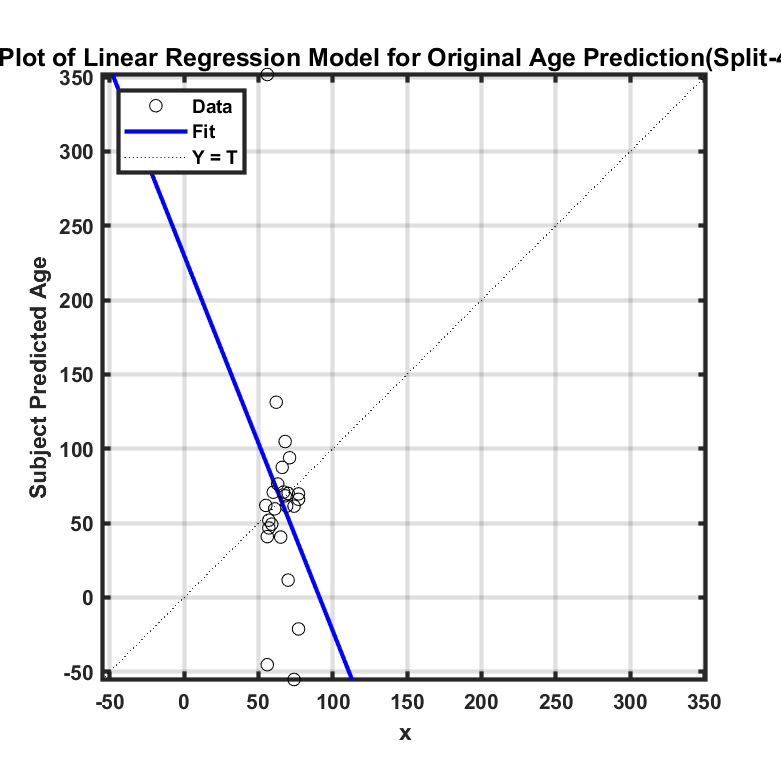 Plot of Linear Regression Model for Original Age Prediction(Split-4
350
300
250
200
150
100
50
0
-50
Data
Fit
Y = T
Subject Predicted Age
-50 0 50 100 150 200 250 300 350
x